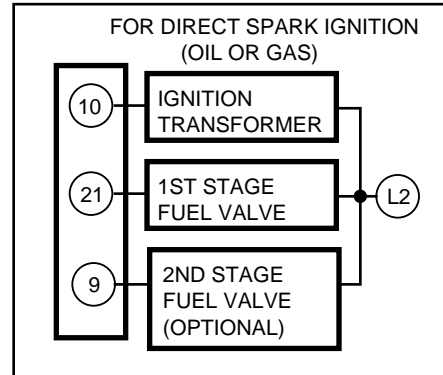 FOR DIRECT SPARK IGNITION
(OIL OR GAS)
10
IGNITION
TRANSFORMER
21
1ST STAGE
FUEL VALVE
L2
9
2ND STAGE
FUEL VALVE
(OPTIONAL)